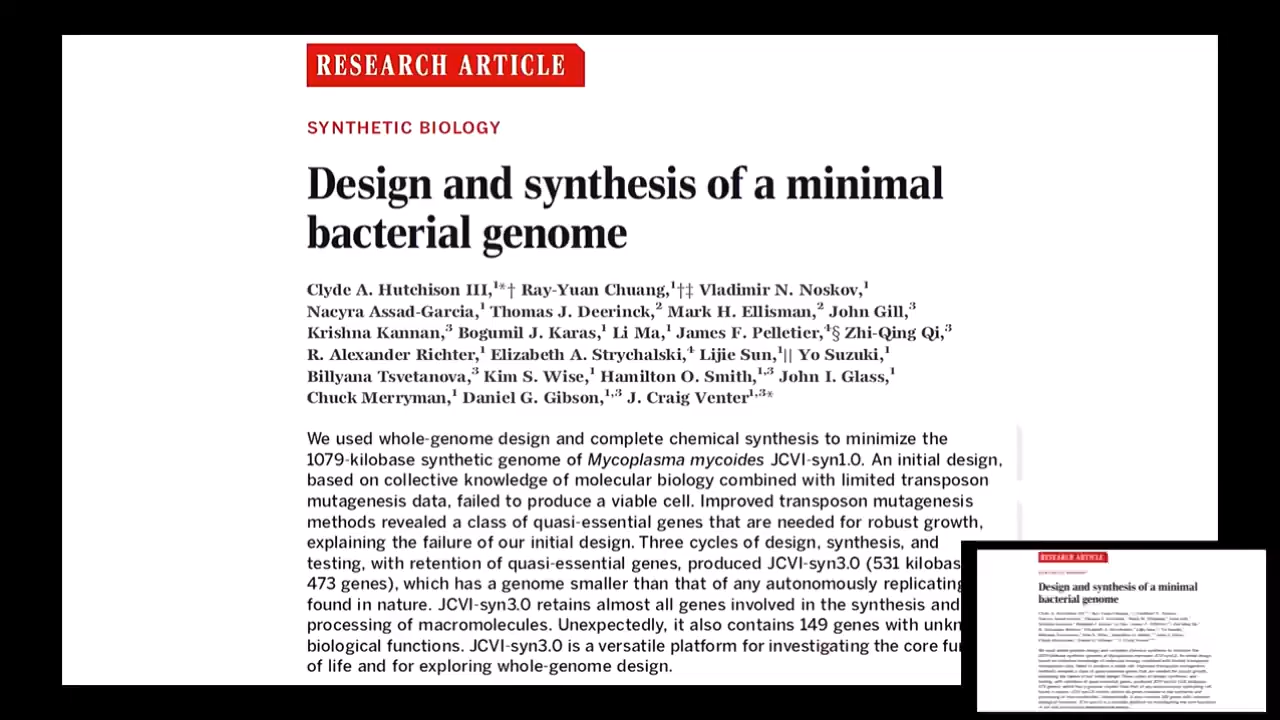 RESEARCH ARTICLE
SYNTHETIC BIOLOGY
Design and synthesis of a minimal
bacterial genome
Clyde A. Hutchison III,¹*† Ray-Yuan Chuang,¹†‡ Vladimir N. Noskov,¹
Nacyra Assad-Garcia,¹ Thomas J. Deerinck,² Mark H. Ellisman,² John Gill,³
Krishna Kannan,³ Bogumil J. Karas,¹ Li Ma,¹ James F. Pelletier,⁴§ Zhi-Qing Qi,³
R. Alexander Richter,¹ Elizabeth A. Strychalski,⁴ Lijie Sun,¹|| Yo Suzuki,¹
Billyana Tsvetanova,³ Kim S. Wise,¹ Hamilton O. Smith,¹,³ John I. Glass,¹
Chuck Merryman,¹ Daniel G. Gibson,¹,³ J. Craig Venter¹,³*
We used whole-genome design and complete chemical synthesis to minimize the
1079-kilobase synthetic genome of Mycoplasma mycoides JCVI-syn1.0. An initial design,
based on collective knowledge of molecular biology combined with limited transposon
mutagenesis data, failed to produce a viable cell. Improved transposon mutagenesis
methods revealed a class of quasi-essential genes that are needed for robust growth,
explaining the failure of our initial design. Three cycles of design, synthesis, and
testing, with retention of quasi-essential genes, produced JCVI-syn3.0 (531 kilobas
473 genes), which has a genome smaller than that of any autonomously replicating
found in nature. JCVI-syn3.0 retains almost all genes involved in the synthesis and
processing of macromolecules. Unexpectedly, it also contains 149 genes with unkn
biological functions. JCVI-syn3.0 is a versatile platform for investigating the core fu
of life and for exploring whole-genome design.
RESEARCH ARTICLE
Design and synthesis of a minimal
bacterial genome